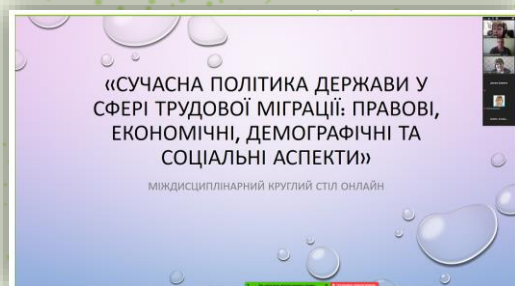 «СУЧАСНА ПОЛІТИКА ДЕРЖАВИ У
СФЕРІ ТРУДОВОЇ МІГРАЦІЇ: ПРАВОВІ,
ЕКОНОМІЧНІ, ДЕМОГРАФІЧНІ ТА
СОЦІАЛЬНІ АСПЕКТИ»
МІЖДИСЦИПЛІНАРНИЙ КРУГЛИЙ СТІЛ ОНЛАЙН